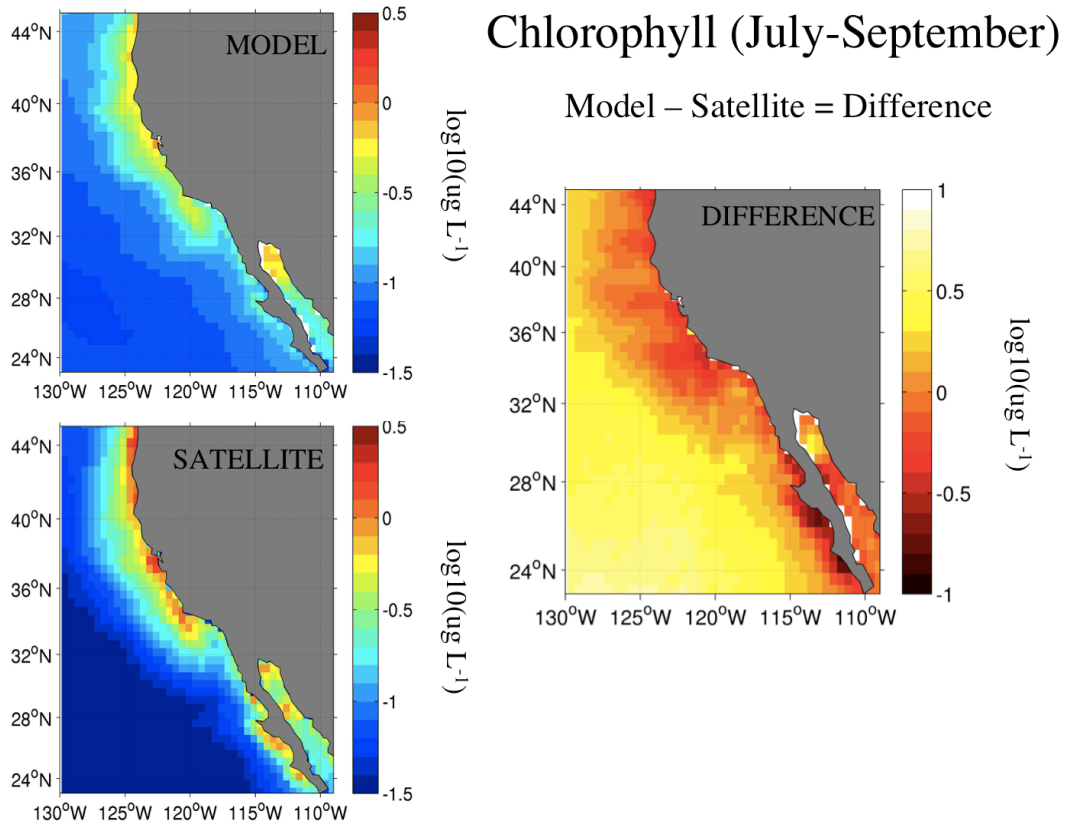 Chlorophyll (July-September)
Model – Satellite = Difference
MODEL
44°N
40°N
36°N
32°N
28°N
24°N
130°W 125°W 120°W 115°W 110°W
0.5
0
-0.5
-1
-1.5
log10(ug L-1)
SATELLITE
44°N
40°N
36°N
32°N
28°N
24°N
130°W 125°W 120°W 115°W 110°W
0.5
0
-0.5
-1
-1.5
log10(ug L-1)
DIFFERENCE
44°N
40°N
36°N
32°N
28°N
24°N
130°W 125°W 120°W 115°W 110°W
1
0.5
0
-0.5
-1
log10(ug L-1)